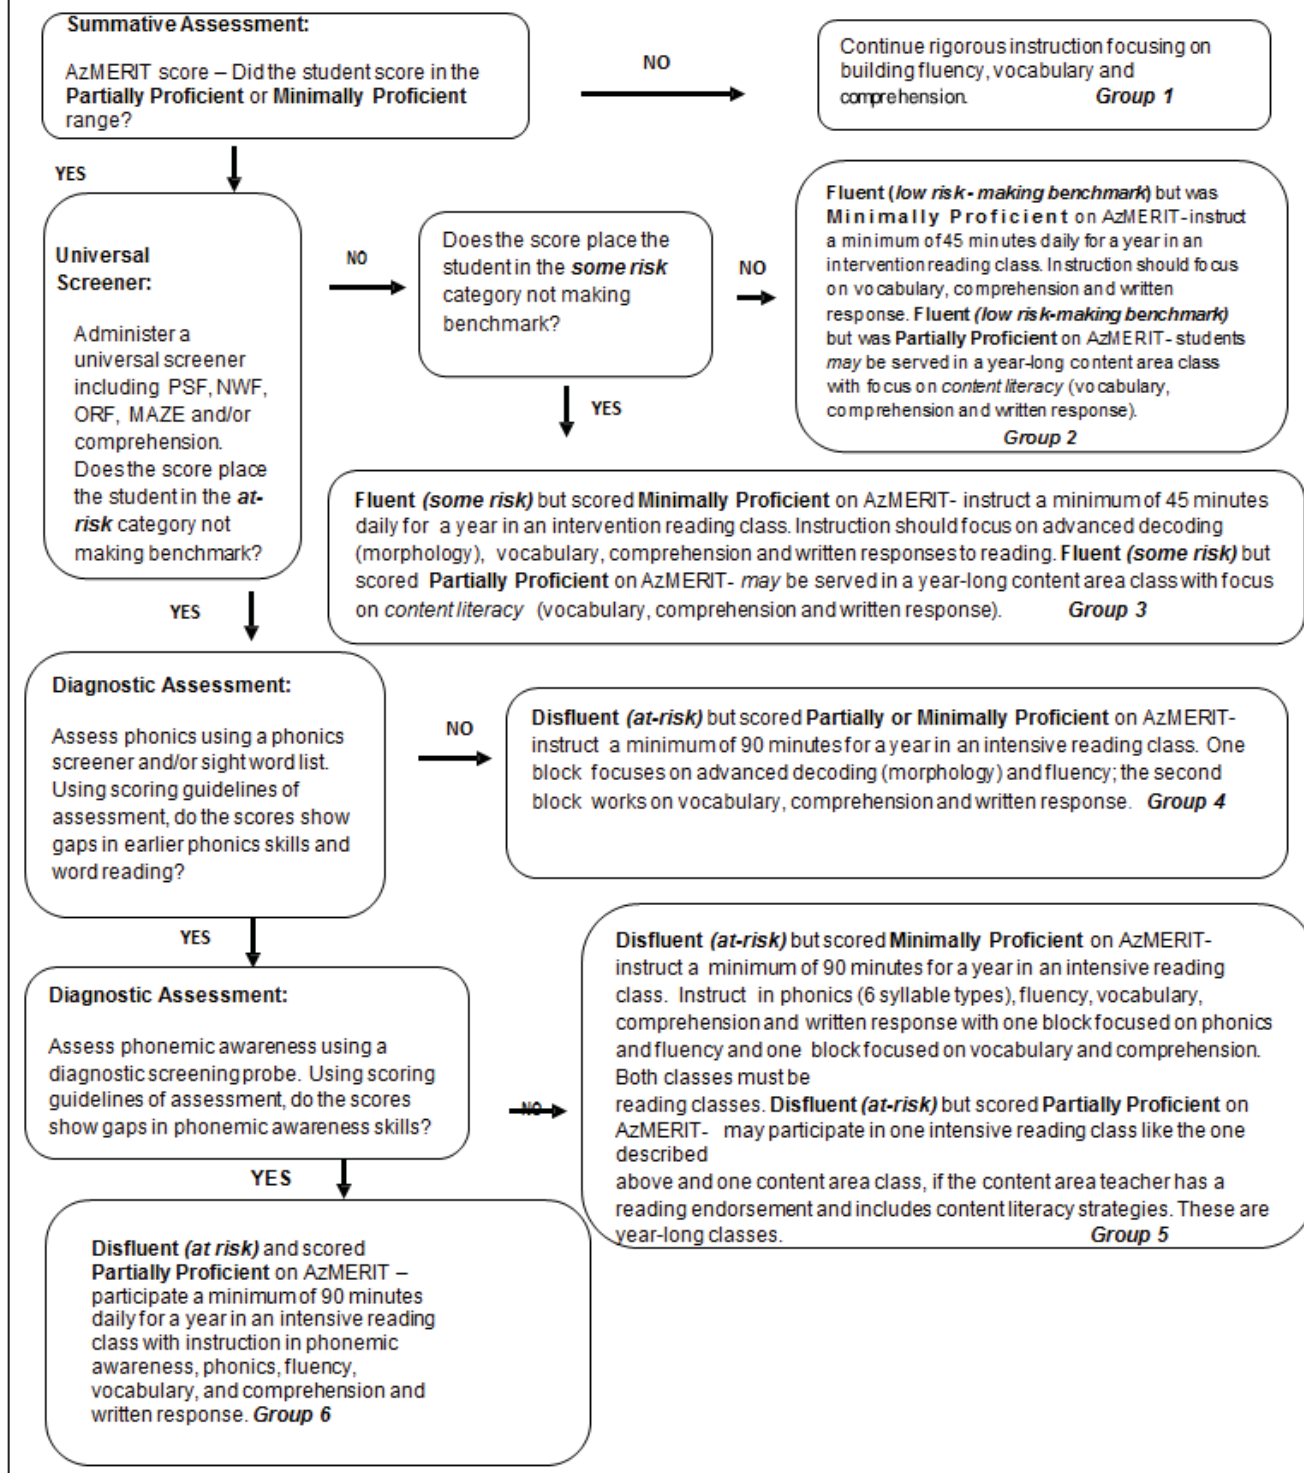 Summative Assessment:
AzMERIT score – Did the student score in the
Partially Proficient or Minimally Proficient
range?
NO
Continue rigorous instruction focusing on
building fluency, vocabulary and
comprehension. Group 1
YES
Universal
Screener:
Administer a
universal screener
including PSF, NWF,
ORF, MAZE and/or
comprehension.
Does the score place
the student in the at-
risk category not
making benchmark?
NO
Does the score place the
student in the some risk
category not making
benchmark?
NO
Fluent (low risk - making benchmark) but was
Minimally Proficient on AzMERIT-instruct
a minimum of 45 minutes daily for a year in an
intervention reading class. Instruction should focus
on vocabulary, comprehension and written
response. Fluent (low risk-making benchmark)
but was Partially Proficient on AzMERIT- students
may be served in a year-long content area class
with focus on content literacy (vocabulary,
comprehension and written response).
Group 2
YES
Fluent (some risk) but scored Minimally Proficient on AzMERIT- instruct a minimum of 45 minutes
daily for a year in an intervention reading class. Instruction should focus on advanced decoding
(morphology), vocabulary, comprehension and written responses to reading. Fluent (some risk) but
scored Partially Proficient on AzMERIT- may be served in a year-long content area class with focus
on content literacy (vocabulary, comprehension and written response). Group 3
YES
Diagnostic Assessment:
Assess phonics using a phonics
screener and/or sight word list.
Using scoring guidelines of
assessment, do the scores show
gaps in earlier phonics skills and
word reading?
NO
Disfluent (at-risk) but scored Partially or Minimally Proficient on AzMERIT-
instruct a minimum of 90 minutes for a year in an intensive reading class. One
block focuses on advanced decoding (morphology) and fluency; the second
block works on vocabulary, comprehension and written response. Group 4
YES
Diagnostic Assessment:
Assess phonemic awareness using a
diagnostic screening probe. Using scoring
guidelines of assessment, do the scores
show gaps in phonemic awareness skills?
NO
Disfluent (at-risk) but scored Minimally Proficient on AzMERIT-
instruct a minimum of 90 minutes for a year in an intensive reading
class. Instruct in phonics (6 syllable types), fluency, vocabulary,
comprehension and written response with one block focused on phonics
and fluency and one block focused on vocabulary and comprehension.
Both classes must be
reading classes. Disfluent (at-risk) but scored Partially Proficient on
AzMERIT- may participate in one intensive reading class like the one
described
above and one content area class, if the content area teacher has a
reading endorsement and includes content literacy strategies. These are
year-long classes. Group 5
YES
Disfluent (at risk) and scored
Partially Proficient on AzMERIT –
participate a minimum of 90 minutes
daily for a year in an intensive reading
class with instruction in phonemic
awareness, phonics, fluency,
vocabulary, and comprehension and
written response. Group 6